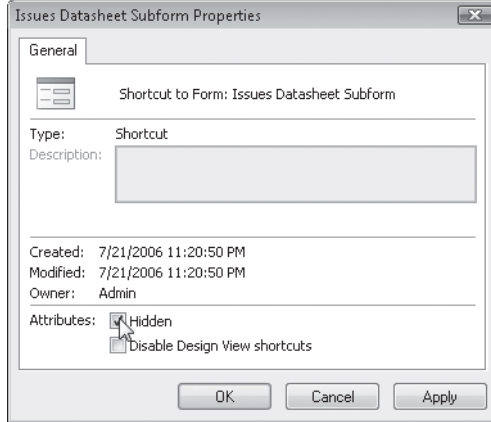 Issues Datasheet Subform Properties
General
Shortcut to Form: Issues Datasheet Subform
Type: Shortcut
Description:
Created: 7/21/2006 11:20:50 PM
Modified: 7/21/2006 11:20:50 PM
Owner: Admin
Attributes: Hidden
Disable Design View shortcuts
OK Cancel Apply